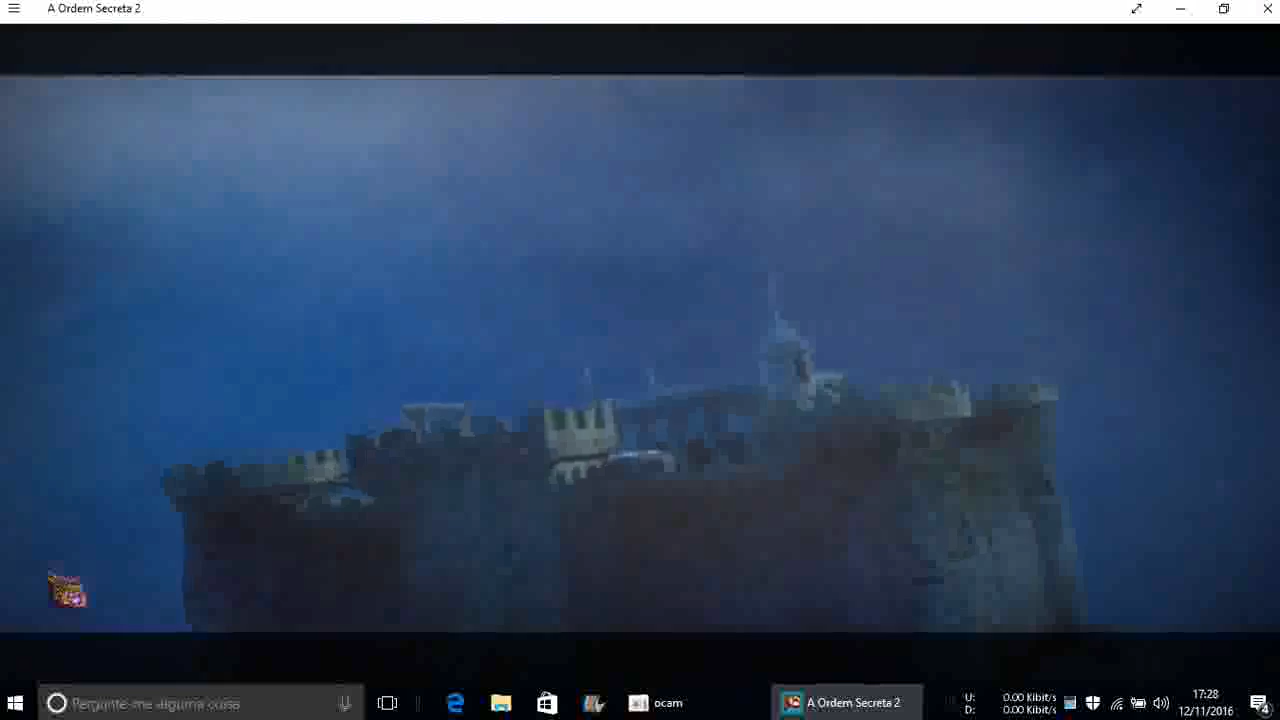 A Ordem Secreta 2
Pergunte-me alguma coisa
ocam
A Ordem Secreta 2
U: 0.00 Kibit/s
D: 0.00 Kibit/s
17:28
12/11/2016
4